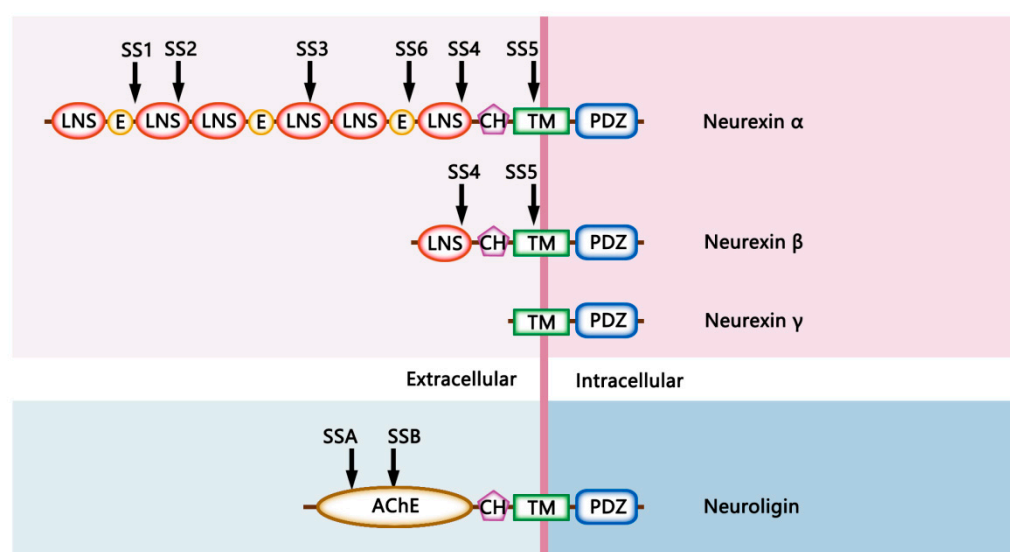 SS1 SS2 SS3 SS6 SS4 SS5
LNS E LNS LNS E LNS LNS E LNS CH TM PDZ Neurexin α
SS4 SS5
LNS CH TM PDZ Neurexin β
TM PDZ Neurexin γ
Extracellular Intracellular
SSA SSB
AChE CH TM PDZ Neuroligin